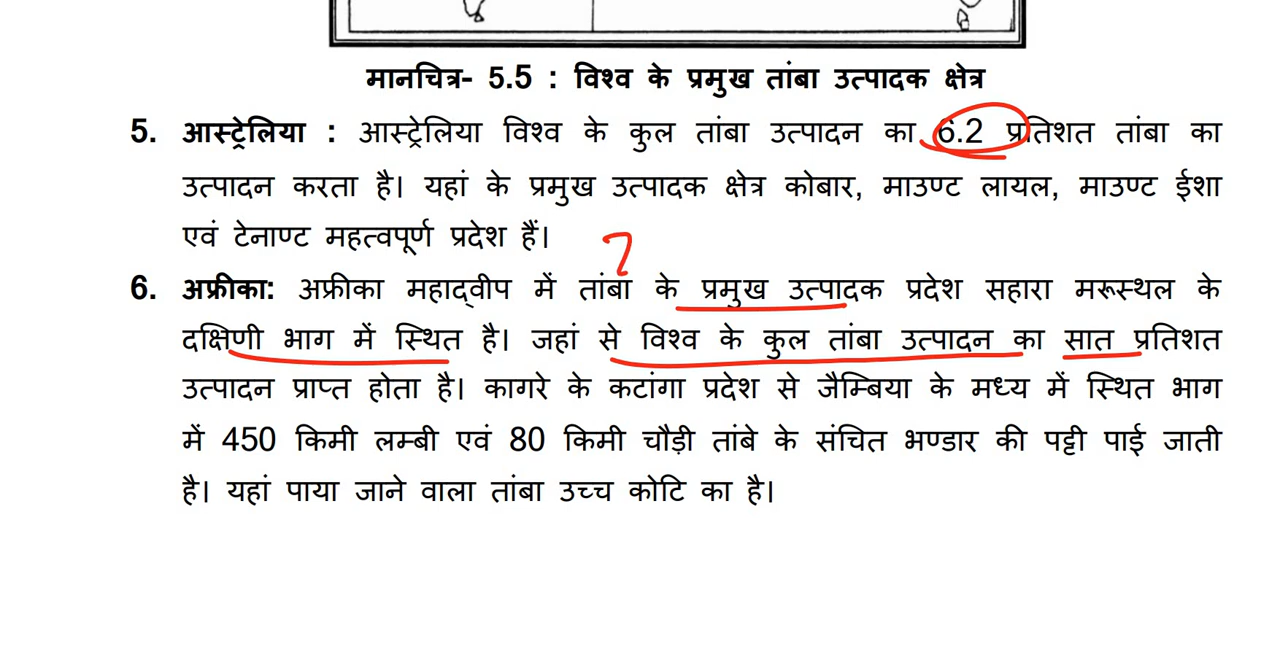 मानचित्र- 5.5 : विश्व के प्रमुख तांबा उत्पादक क्षेत्र
5. आस्ट्रेलिया : आस्ट्रेलिया विश्व के कुल तांबा उत्पादन का 6.2 प्रतिशत तांबा का
उत्पादन करता है। यहां के प्रमुख उत्पादक क्षेत्र कोबार, माउण्ट लायल, माउण्ट ईशा
एवं टेनाण्ट महत्वपूर्ण प्रदेश हैं।
6. अफ्रीका: अफ्रीका महाद्वीप में तांबा के प्रमुख उत्पादक प्रदेश सहारा मरूस्थल के
दक्षिणी भाग में स्थित है। जहां से विश्व के कुल तांबा उत्पादन का सात प्रतिशत
उत्पादन प्राप्त होता है। कागरे के कटांगा प्रदेश से जैम्बिया के मध्य में स्थित भाग
में 450 किमी लम्बी एवं 80 किमी चौड़ी तांबे के संचित भण्डार की पट्टी पाई जाती
है। यहां पाया जाने वाला तांबा उच्च कोटि का है।